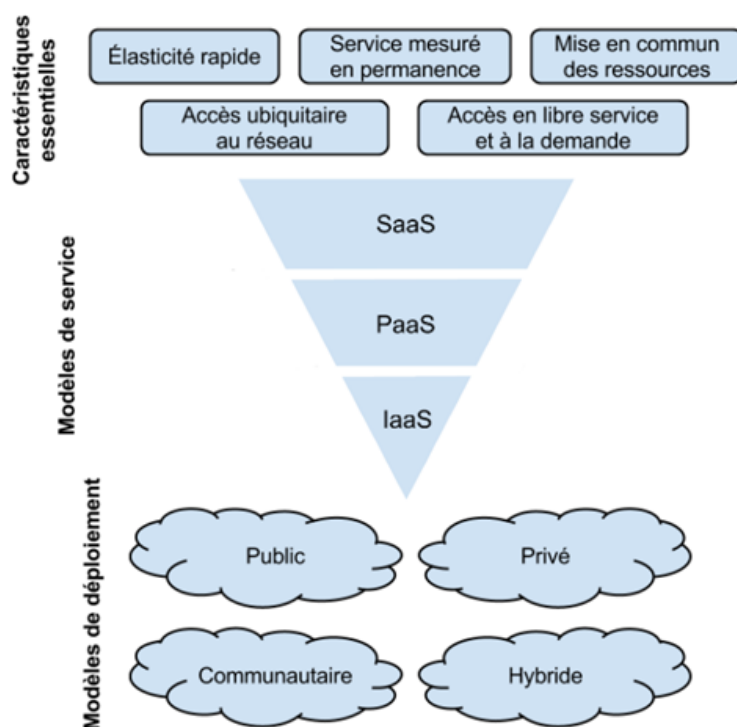 Caractéristiques
essentielles
Élasticité rapide
Service mesuré
en permanence
Mise en commun
des ressources
Accès ubiquitaire
au réseau
Accès en libre service
et à la demande
Modèles de service
SaaS
PaaS
IaaS
Modèles de déploiement
Public
Privé
Communautaire
Hybride